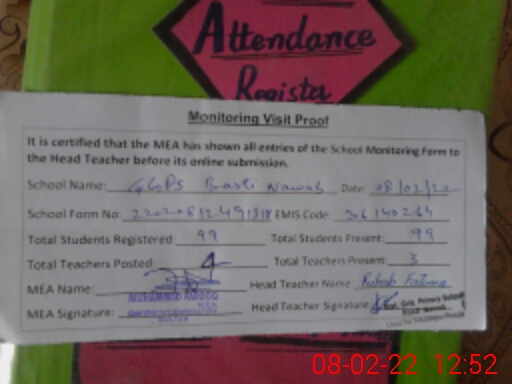 Attendance
Register
Monitoring Visit Proof
It is certified that the MEA has shown all entries of the School Monitoring Form to
the Head Teacher before its online submission.
School Name: GGPS Basti Nawab Date: 08/02/22
School Form No: EMIS Code: 36140264
Total Students Registered: 99 Total Students Present: 99
Total Teachers Posted: 4 Total Teachers Present: 3
MEA Name: Head Teacher Name: Fatima
MEA Signature: Head Teacher Signature:
08-02-22 12:52